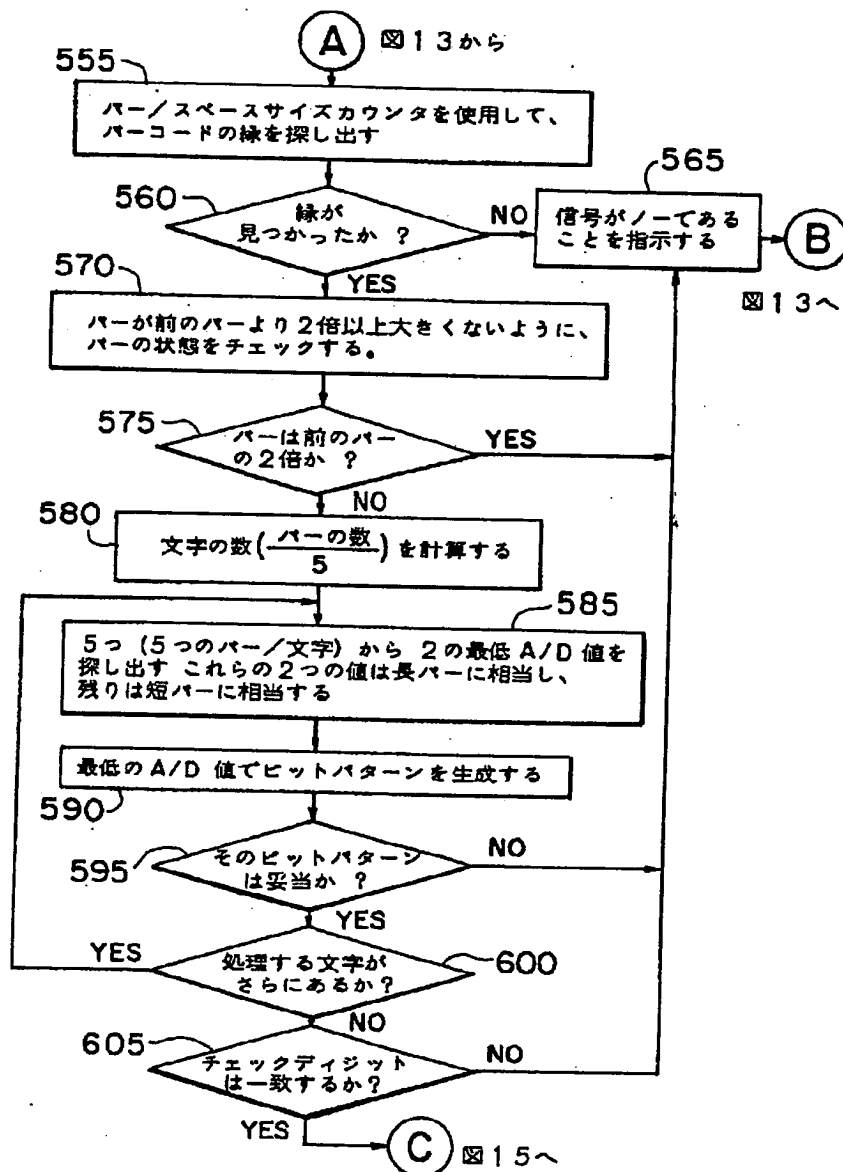 A 図13から
555
バー/スペースサイズカウンタを使用して、
バーコードの縁を探し出す
560
縁が
見つかったか ?
NO
YES
565
信号がノーである
ことを指示する
B
図13へ
570
バーが前のバーより2倍以上大きくないように、
バーの状態をチェックする。
575
バーは前のバー
の2倍か ?
YES
NO
580
文字の数(バーの数/5)を計算する
585
5つ (5つのバー/文字) から 2の最低 A/D 値を
探し出す これらの2つの値は長バーに相当し、
残りは短バーに相当する
最低の A/D 値でビットパターンを生成する
590
595
そのビットパターン
は妥当か ?
NO
YES
YES
処理する文字が
さらにあるか?
600
NO
605
チェックディジット
は一致するか?
NO
YES
C 図15へ